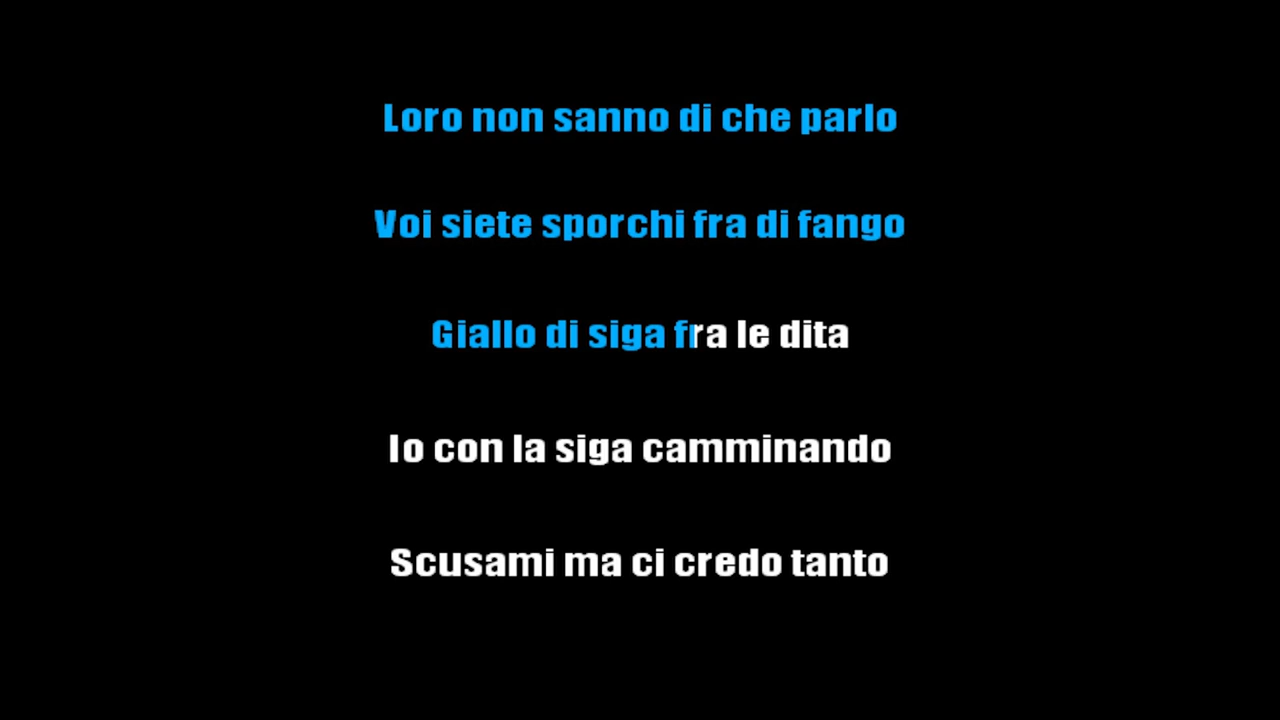 Loro non sanno di che parlo
Voi siete sporchi fra di fango
Giallo di siga fra le dita
Io con la siga camminando
Scusami ma ci credo tanto